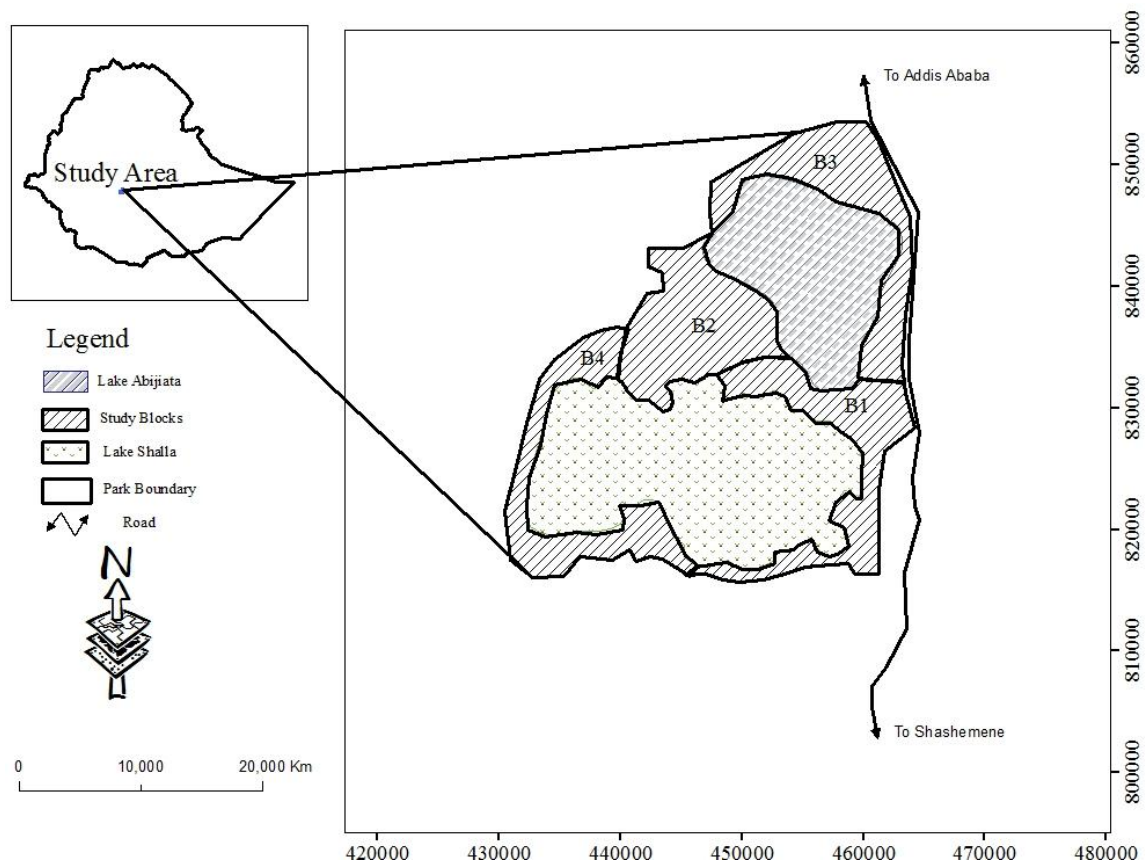 Study Area
Legend
Lake Abijiata
Study Blocks
Lake Shalla
Park Boundary
Road
N
0 10,000 20,000 Km
To Addis Ababa
B3
B2
B4
B1
To Shashemene
860000
850000
840000
830000
820000
810000
800000
420000 430000 440000 450000 460000 470000 480000